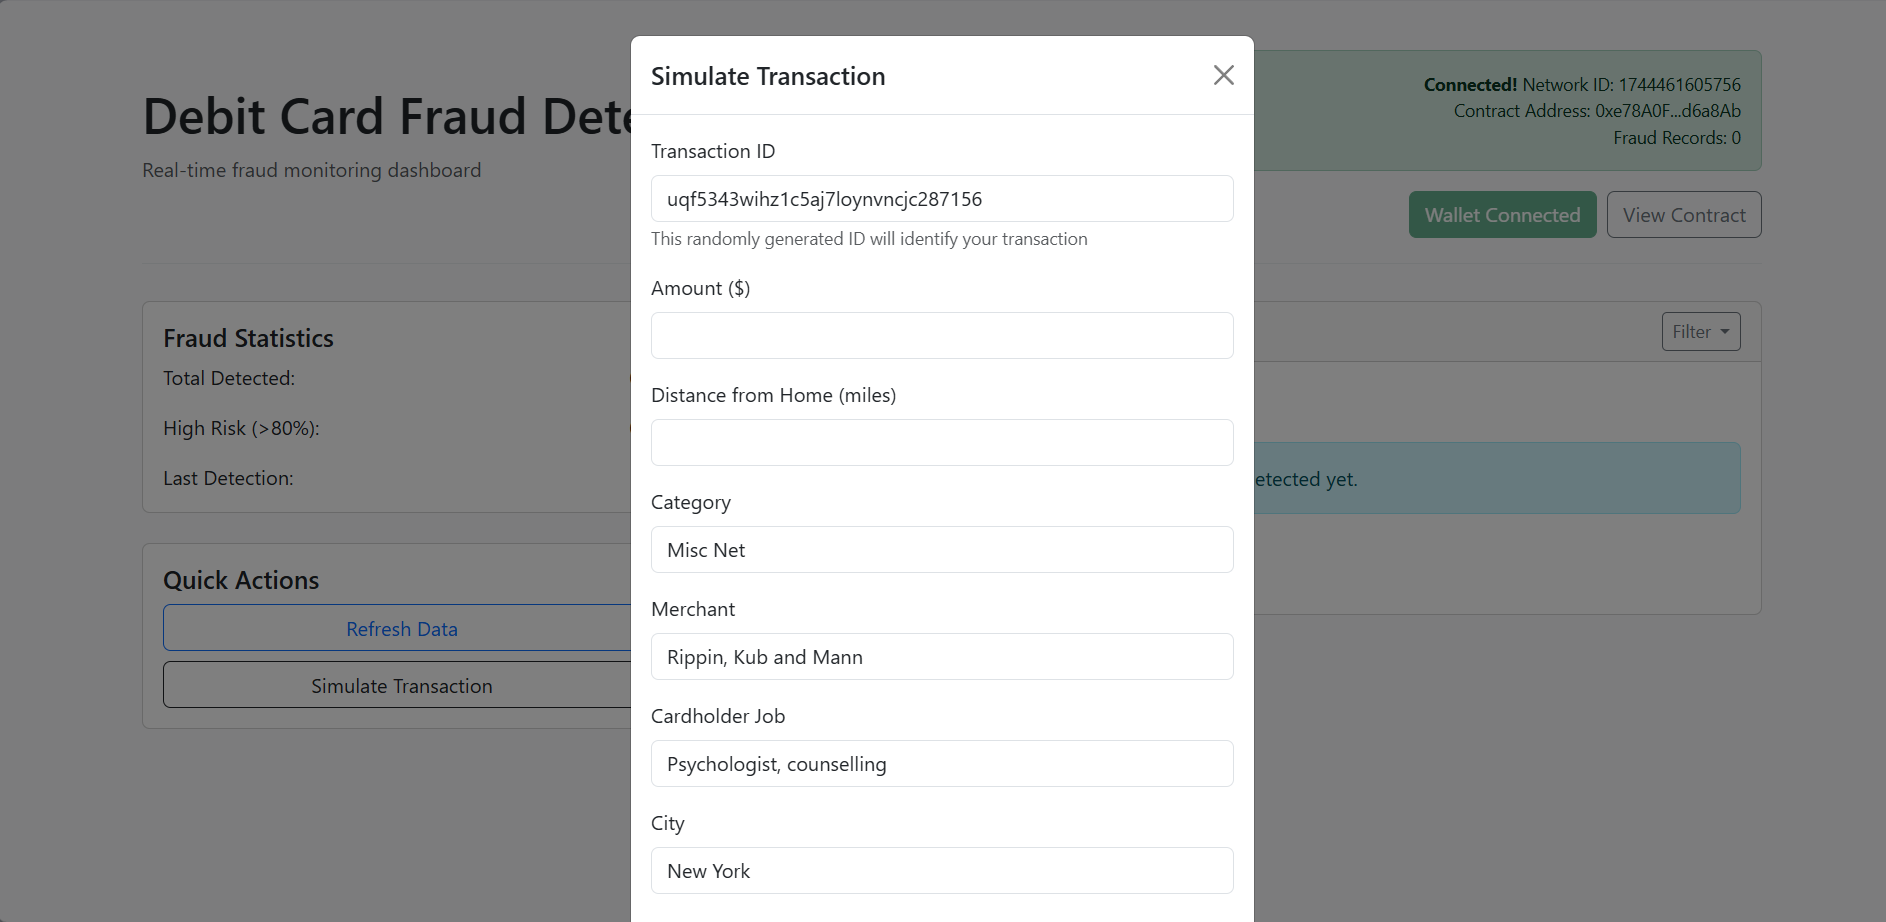 Simulate Transaction
Transaction ID
uqf5343wihz1c5aj7loynvncjc287156
This randomly generated ID will identify your transaction
Amount ($)
Distance from Home (miles)
Category
Misc Net
Merchant
Rippin, Kub and Mann
Cardholder Job
Psychologist, counselling
City
New York
Debit Card Fraud
Real-time fraud monitoring dashboard
Connected! Network ID: 1744461605756
Contract Address: 0xe78A0F...d6a8Ab
Fraud Records: 0
Wallet Connected
View Contract
Fraud Statistics
Total Detected:
High Risk (>80%):
Last Detection:
Quick Actions
Refresh Data
Simulate Transaction
Filter
etected yet.